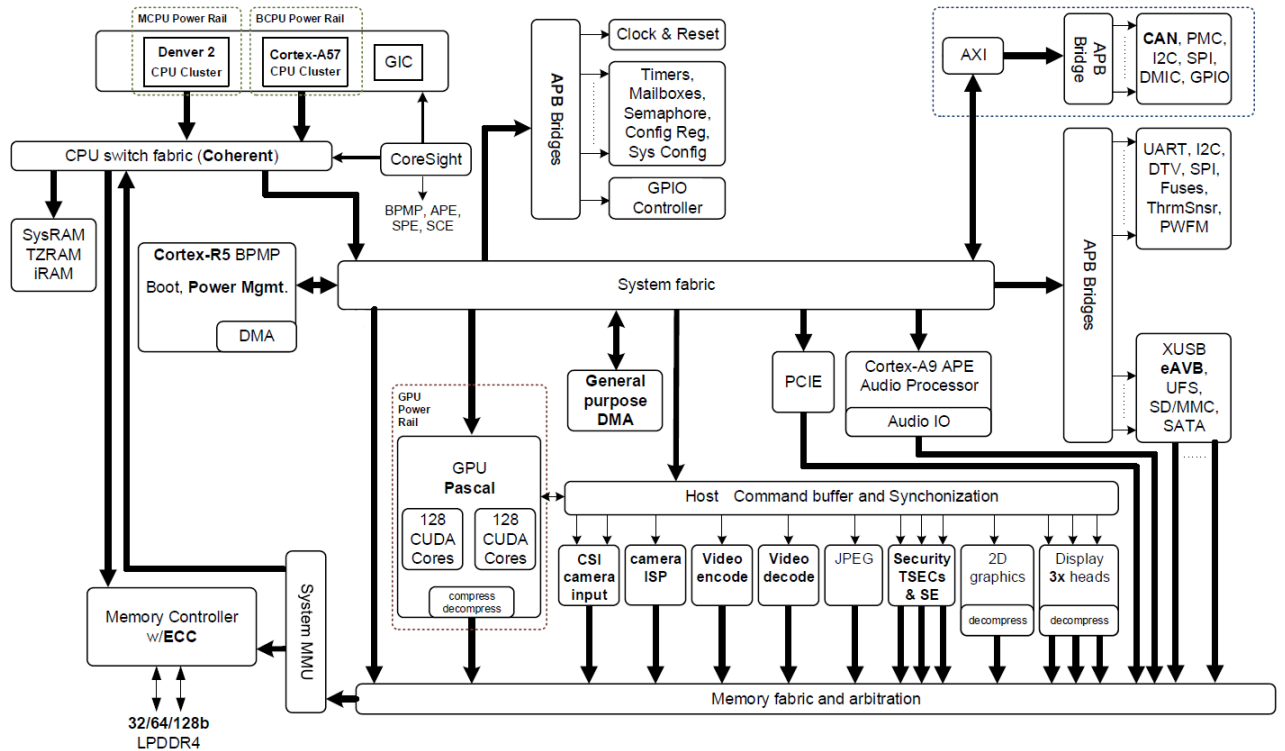 MCPU Power Rail
BCPU Power Rail
Denver 2
CPU Cluster
Cortex-A57
CPU Cluster
GIC
CPU switch fabric (Coherent)
CoreSight
BPMP, APE,
SPE, SCE
SysRAM
TZRAM
iRAM
Cortex-R5 BPMP
Boot, Power Mgmt.
DMA
APB Bridges
Clock & Reset
Timers,
Mailboxes,
Semaphore,
Config Reg,
Sys Config
GPIO
Controller
AXI
APB
Bridge
CAN, PMC,
I2C, SPI,
DMIC, GPIO
APB Bridges
UART, I2C,
DTV, SPI,
Fuses,
ThrmSnsr,
PWFM
XUSB
eAVB,
UFS,
SD/MMC,
SATA
System fabric
General
purpose
DMA
PCIE
Cortex-A9 APE
Audio Processor
Audio IO
GPU
Power
Rail
GPU
Pascal
128
CUDA
Cores
128
CUDA
Cores
compress
decompress
Host Command buffer and Synchonization
CSI
camera
input
camera
ISP
Video
encode
Video
decode
JPEG
Security
TSECs
& SE
2D
graphics
decompress
Display
3x heads
decompress
Memory Controller
w/ECC
System MMU
32/64/128b
LPDDR4
Memory fabric and arbitration